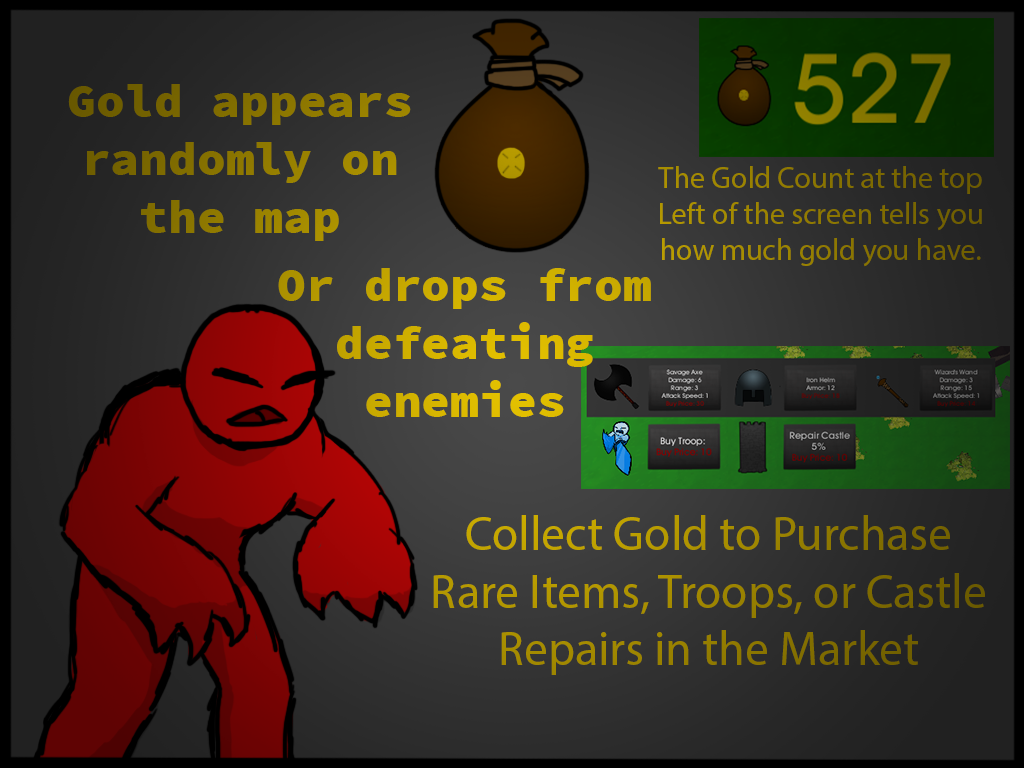 Gold appears
randomly on
the map
527
The Gold Count at the top
Left of the screen tells you
how much gold you have.
Or drops from
defeating
enemies
Savage Axe
Damage: 6
Range: 3
Attack Speed: 1
Iron Helm
Armor: 12
Wizard's Wand
Damage: 3
Range: 15
Attack Speed: 1
Buy Troop:
Repair Castle
5%
Collect Gold to Purchase
Rare Items, Troops, or Castle
Repairs in the Market